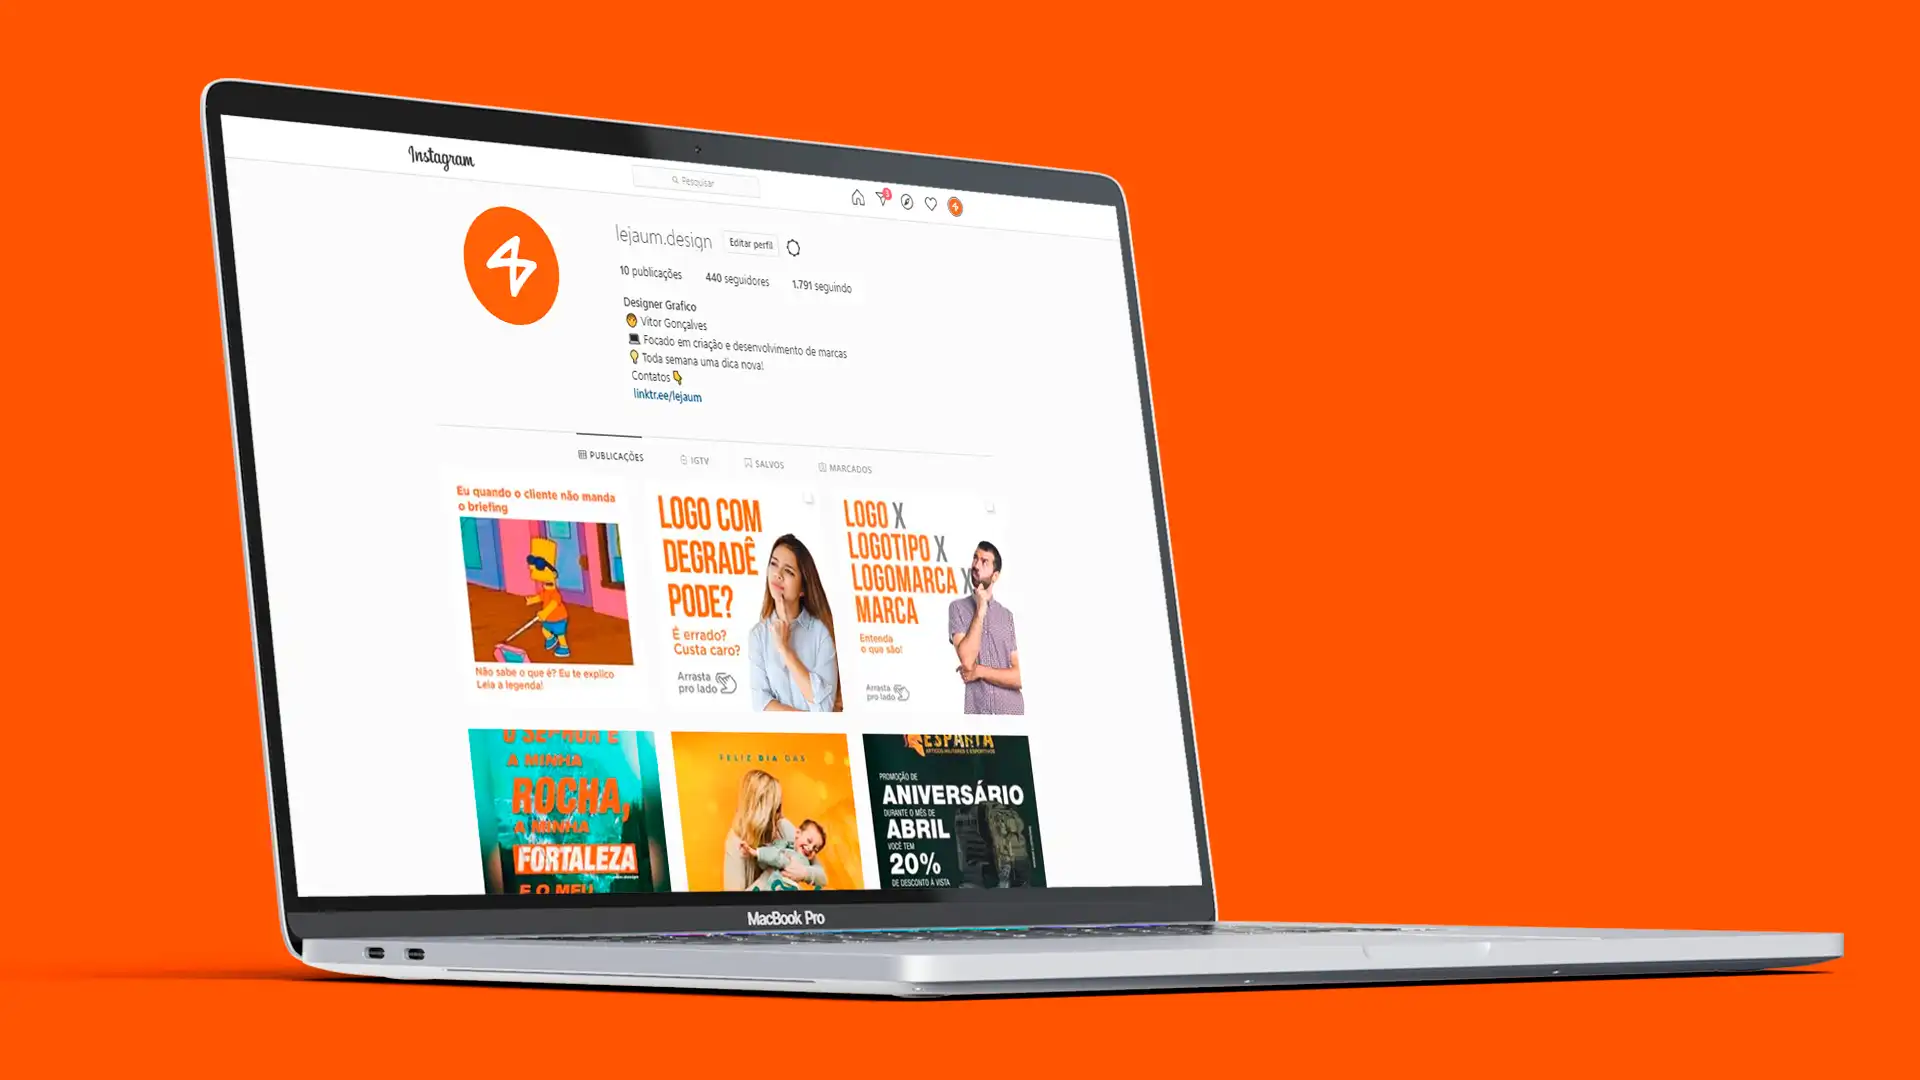 Instagram
Pesquisar
3
lejaum.design
Editar perfil
10 publicações 440 seguidores 1.791 seguindo
Designer Grafico
Vitor Gonçalves
Focado em criação e desenvolvimento de marcas
Toda semana uma dica nova!
Contatos
linktr.ee/lejaum
PUBLICAÇÕES IGTV SALVOS MARCADOS
Eu quando o cliente não manda
o briefing
Não sabe o que é? Eu te explico
Leia a legenda!
LOGO COM
DEGRADÊ
PODE?
É errado?
Custa caro?
Arrasta
pro lado
LOGO X
LOGOTIPO X
LOGOMARCA X
MARCA
Entenda
o que são!
Arrasta
pro lado
O SENHOR É
A MINHA
ROCHA,
A MINHA
FORTALEZA
E O MEU
FELIZ DIA DAS
ESPARTA
ARTIGOS MILITARES E ESPORTIVOS
PROMOÇÃO DE
ANIVERSÁRIO
DURANTE O MÊS DE
ABRIL
VOCÊ TEM
20%
DE DESCONTO À VISTA
MacBook Pro